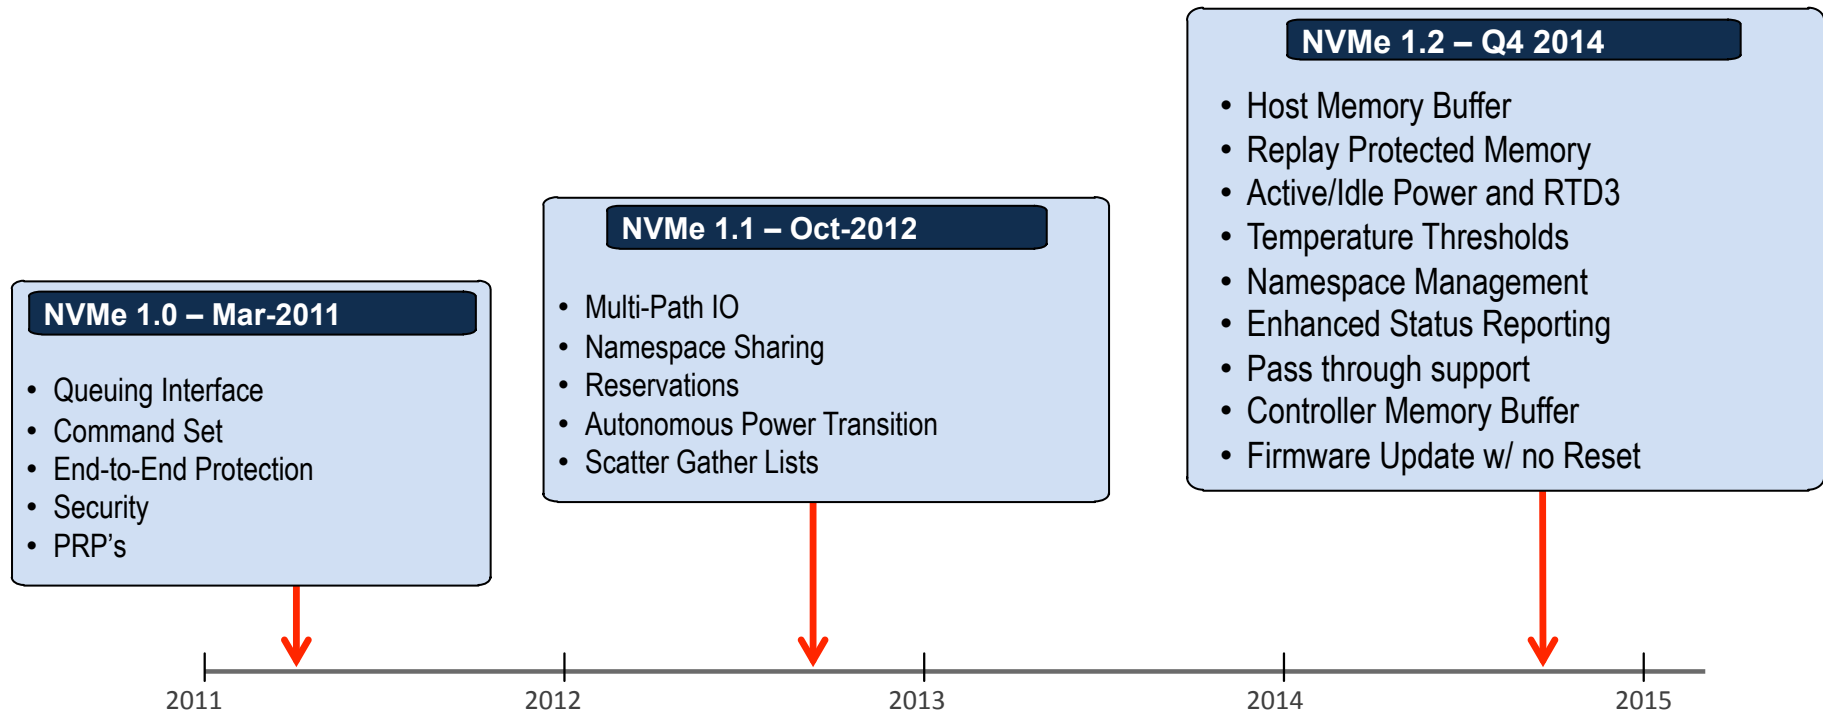 NVMe 1.0 – Mar-2011
• Queuing Interface
• Command Set
• End-to-End Protection
• Security
• PRP’s
NVMe 1.1 – Oct-2012
• Multi-Path IO
• Namespace Sharing
• Reservations
• Autonomous Power Transition
• Scatter Gather Lists
NVMe 1.2 – Q4 2014
• Host Memory Buffer
• Replay Protected Memory
• Active/Idle Power and RTD3
• Temperature Thresholds
• Namespace Management
• Enhanced Status Reporting
• Pass through support
• Controller Memory Buffer
• Firmware Update w/ no Reset
2011 2012 2013 2014 2015